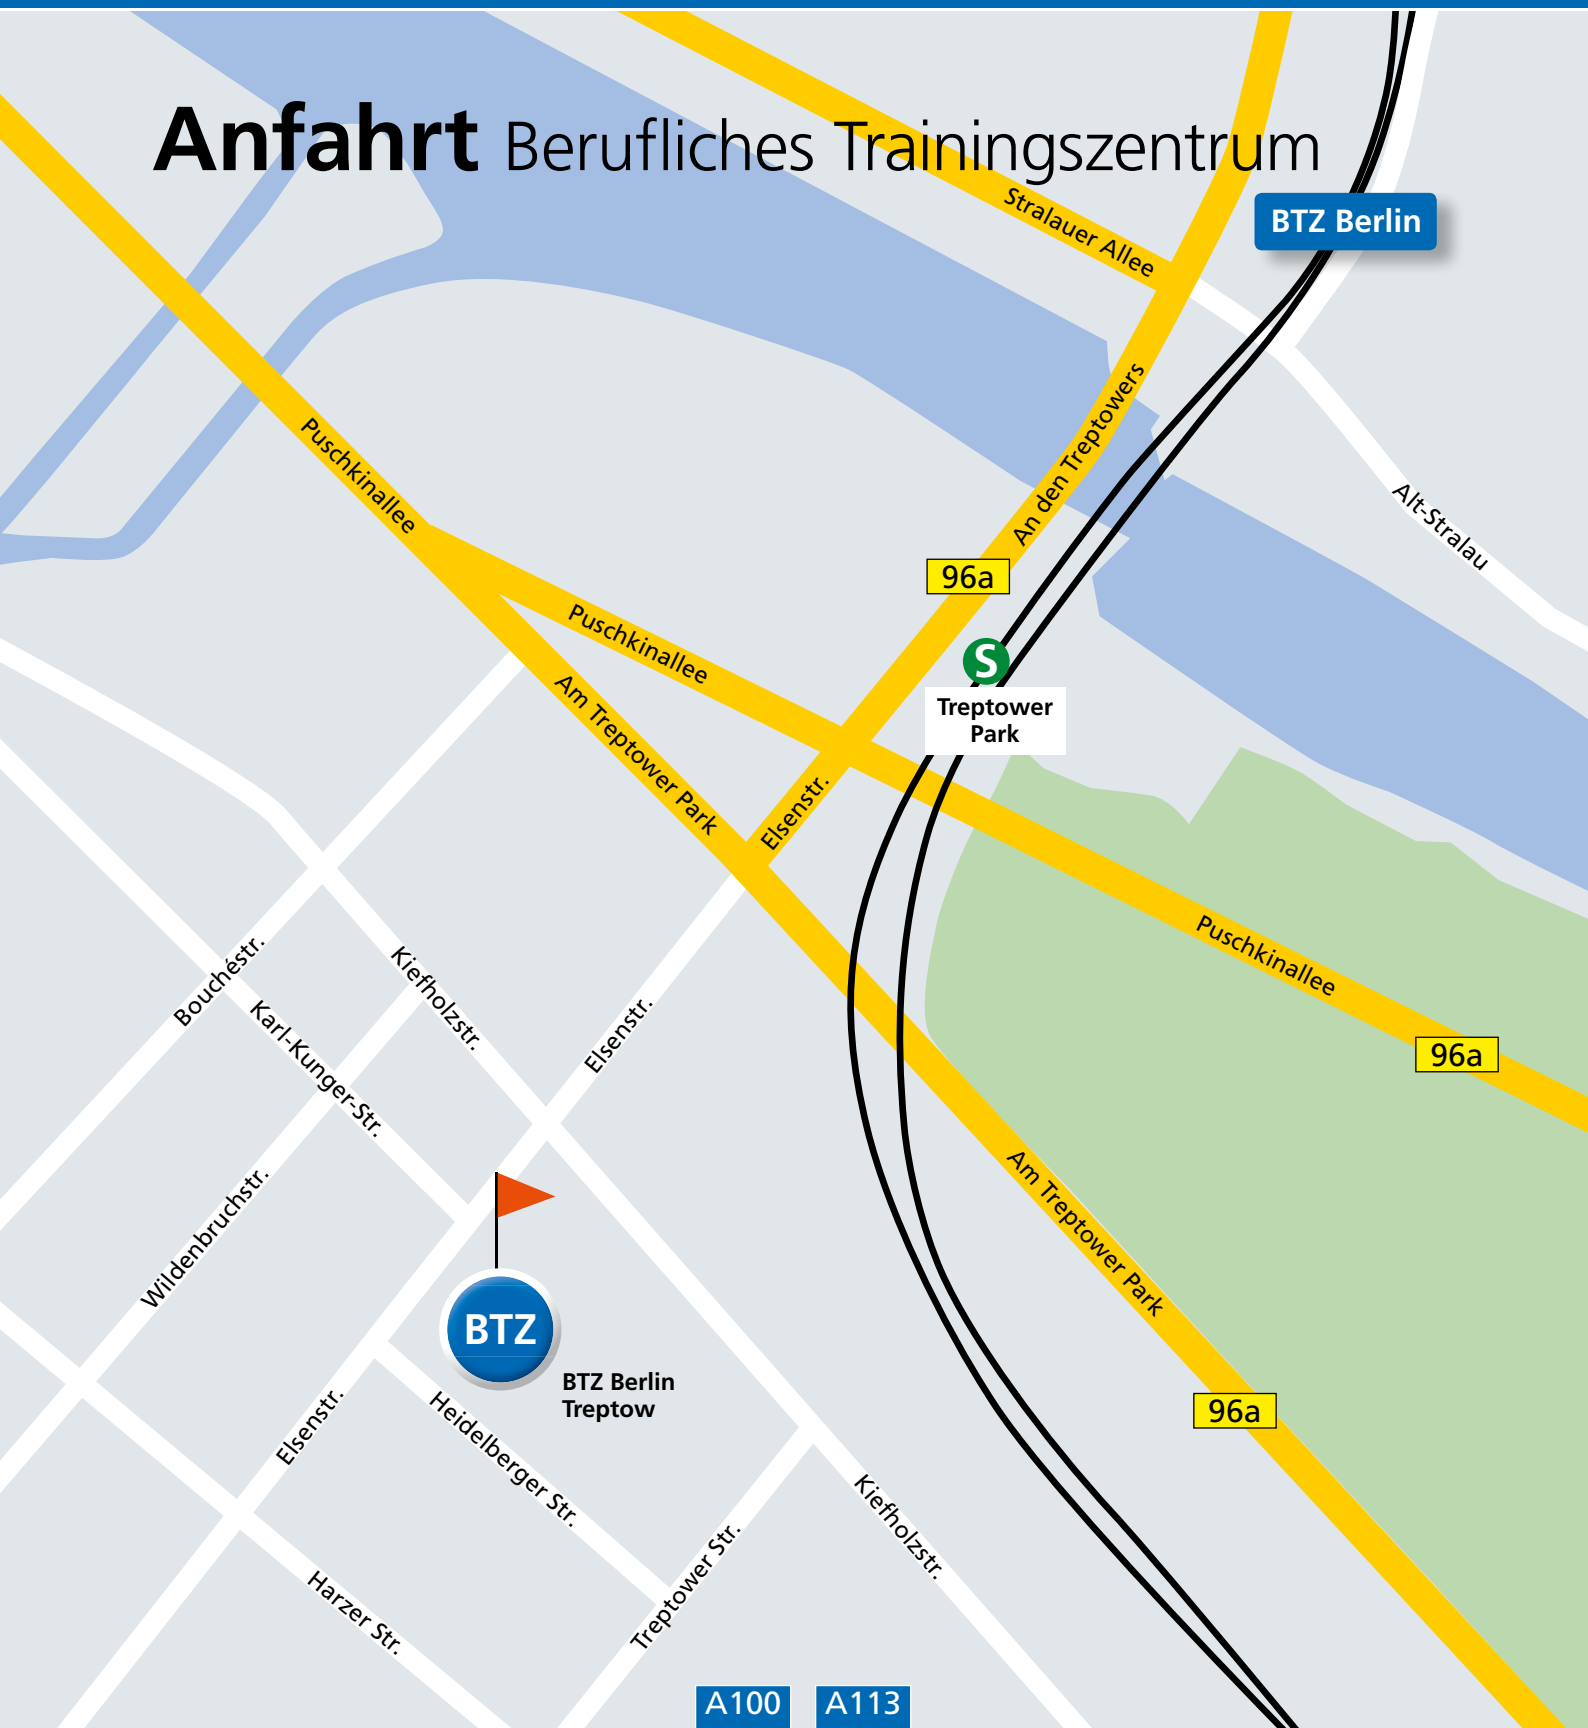 Anfahrt Berufliches Trainingszentrum
Stralauer Allee
BTZ Berlin
An den Treptowers
Puschkinallee
Alt-Stralau
96a
Puschkinallee
S
Treptower
Park
Am Treptower Park
Elsenstr.
Puschkinallee
Bouchéstr.
Kiefholzstr.
Karl-Kunger-Str.
Elsenstr.
96a
Wildenbruchstr.
Am Treptower Park
BTZ
BTZ Berlin
Treptow
Elsenstr.
Heidelberger Str.
96a
Kiefholzstr.
Treptower Str.
Harzer Str.
A100
A113